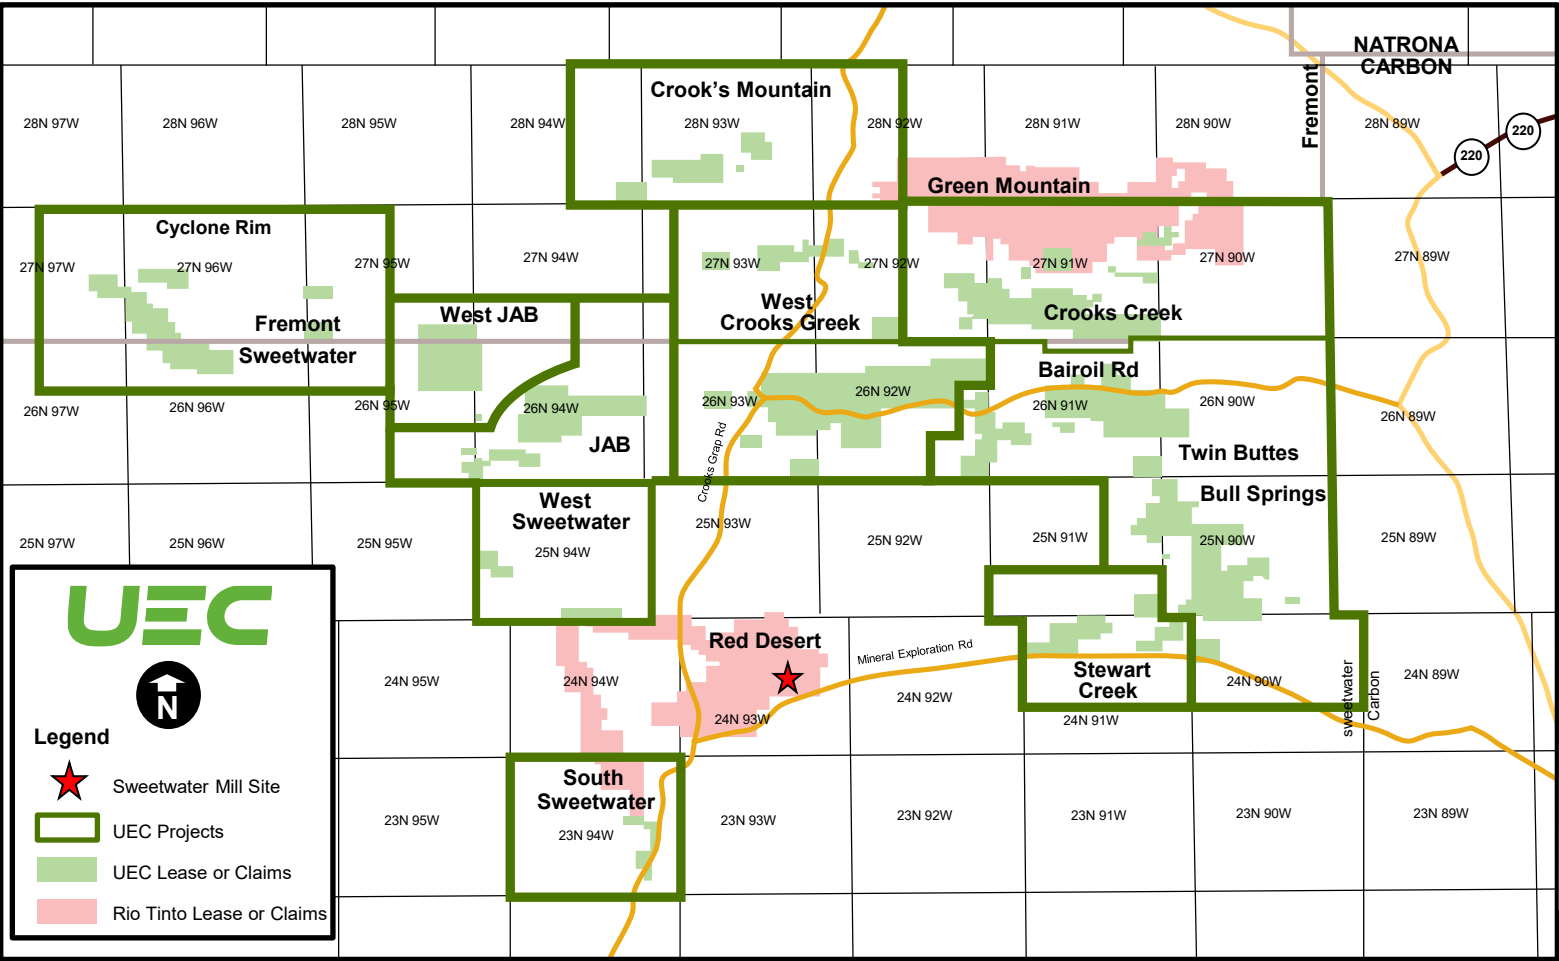 NATRONA
CARBON
Fremont
Crook's Mountain
28N 97W
28N 96W
28N 95W
28N 94W
28N 93W
28N 92W
28N 91W
28N 90W
28N 89W
220
220
Green Mountain
Cyclone Rim
27N 97W
27N 96W
27N 95W
27N 94W
27N 93W
27N 92W
27N 91W
27N 90W
27N 89W
West JAB
West
Crooks Greek
Crooks Creek
Fremont
Sweetwater
Bairoil Rd
26N 97W
26N 96W
26N 95W
26N 94W
26N 93W
26N 92W
26N 91W
26N 90W
26N 89W
JAB
Crooks Grap Rd
Twin Buttes
Bull Springs
West
Sweetwater
25N 97W
25N 96W
25N 95W
25N 94W
25N 93W
25N 92W
25N 91W
25N 90W
25N 89W
Red Desert
Mineral Exploration Rd
Stewart
Creek
24N 95W
24N 94W
24N 93W
24N 92W
24N 91W
24N 90W
24N 89W
sweetwater
Carbon
South
Sweetwater
23N 95W
23N 94W
23N 93W
23N 92W
23N 91W
23N 90W
23N 89W
UEC
N
Legend
Sweetwater Mill Site
UEC Projects
UEC Lease or Claims
Rio Tinto Lease or Claims